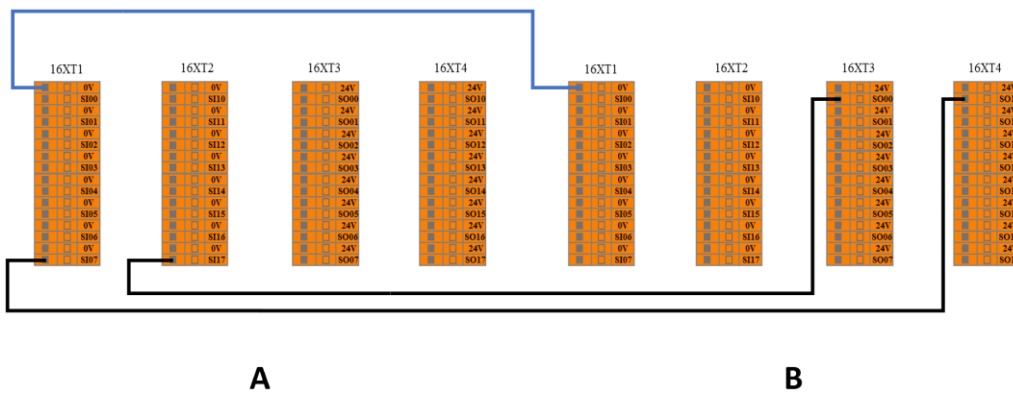 16XT1
0V
SI00
0V
SI01
0V
SI02
0V
SI03
0V
SI04
0V
SI05
0V
SI06
0V
SI07
16XT2
0V
SI10
0V
SI11
0V
SI12
0V
SI13
0V
SI14
0V
SI15
0V
SI16
0V
SI17
16XT3
24V
SO00
24V
SO01
24V
SO02
24V
SO03
24V
SO04
24V
SO05
24V
SO06
24V
SO07
16XT4
24V
SO10
24V
SO11
24V
SO12
24V
SO13
24V
SO14
24V
SO15
24V
SO16
24V
SO17
16XT1
0V
SI00
0V
SI01
0V
SI02
0V
SI03
0V
SI04
0V
SI05
0V
SI06
0V
SI07
16XT2
0V
SI10
0V
SI11
0V
SI12
0V
SI13
0V
SI14
0V
SI15
0V
SI16
0V
SI17
16XT3
24V
SO00
24V
SO01
24V
SO02
24V
SO03
24V
SO04
24V
SO05
24V
SO06
24V
SO07
16XT4
A
B